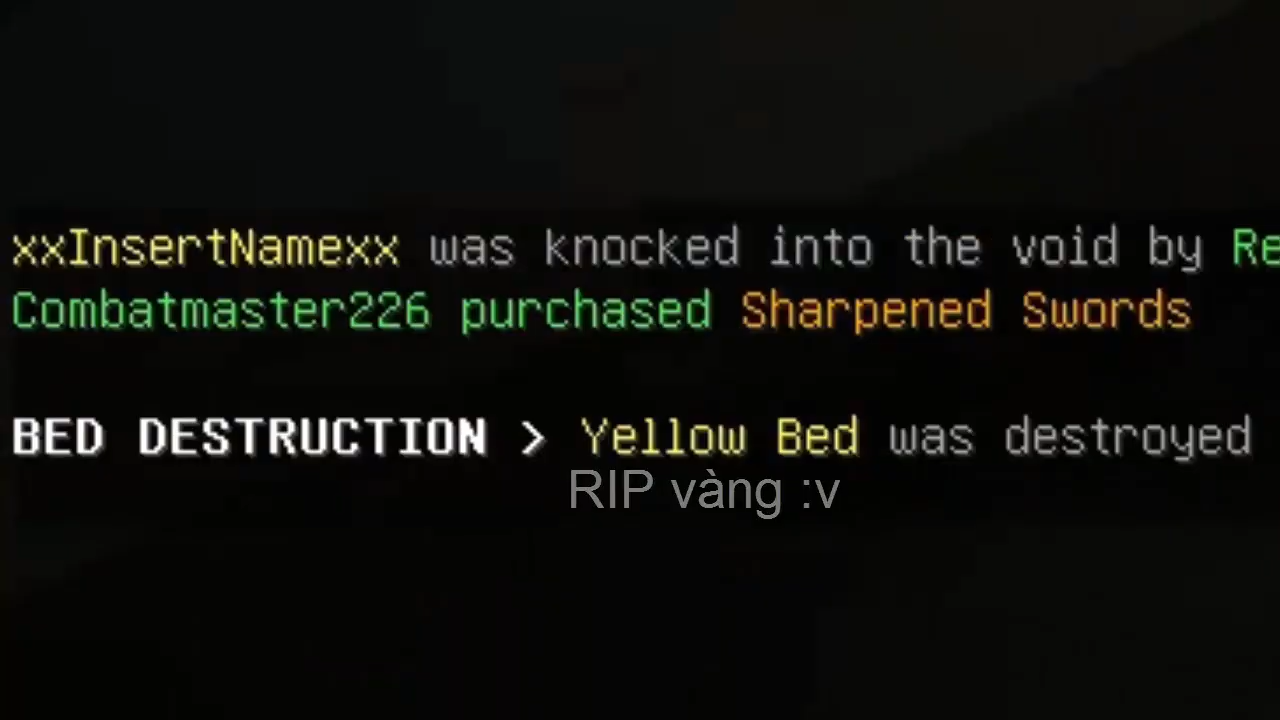 xxInsertNamexx was knocked into the void by Re
Combatmaster226 purchased Sharpened Swords
BED DESTRUCTION > Yellow Bed was destroyed
RIP vàng :v